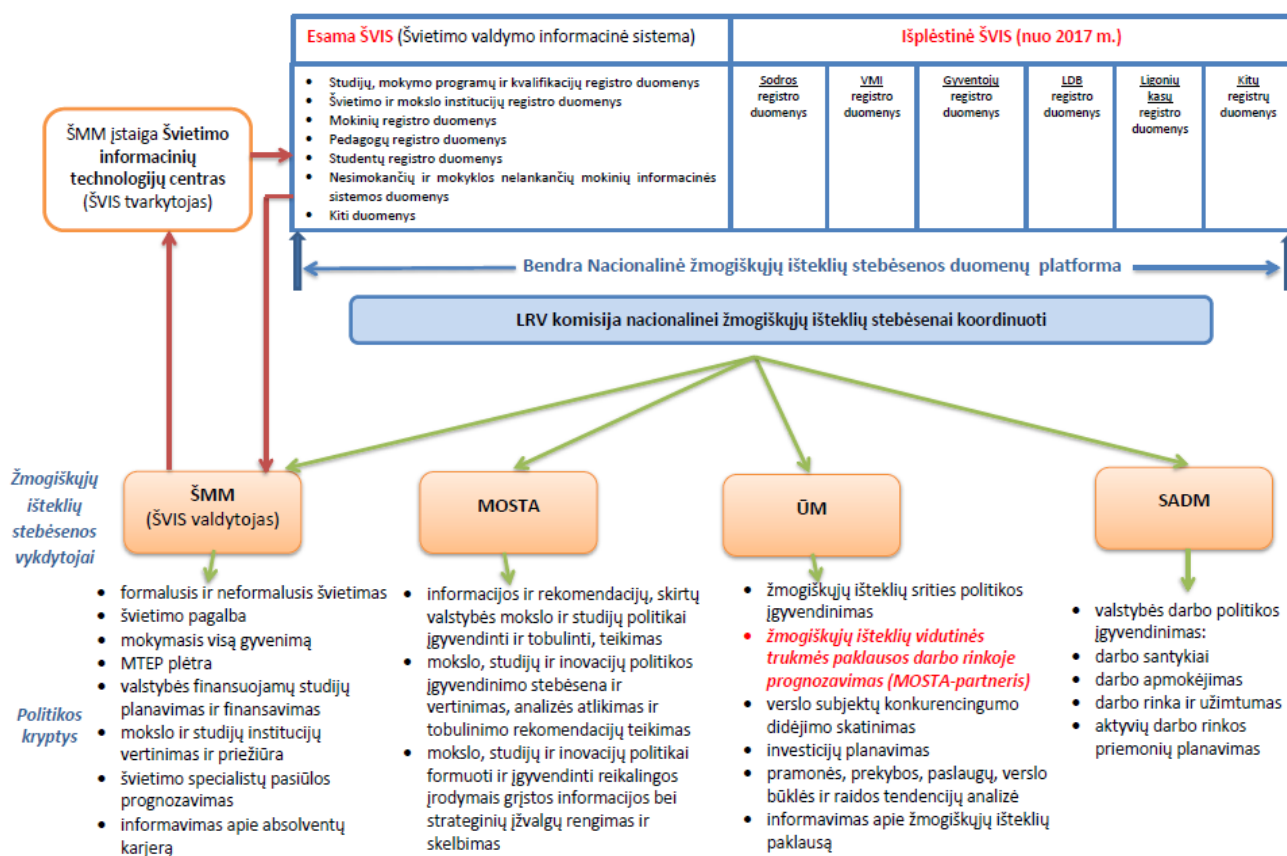 Esama ŠVIS (Švietimo valdymo informacinė sistema)
Išplėstinė ŠVIS (nuo 2017 m.)
• Studijų, mokymo programų ir kvalifikacijų registro duomenys
• Švietimo ir mokslo institucijų registro duomenys
• Mokinių registro duomenys
• Pedagogų registro duomenys
• Studentų registro duomenys
• Nesimokančių ir mokyklos nelankančių mokinių informacinės
sistemos duomenys
• Kiti duomenys
Sodros
registro
duomenys
VMI
registro
duomenys
Gyventojų
registro
duomenys
LDB
registro
duomenys
Ligonių
kasų
registro
duomenys
Kitų
registrų
duomenys
ŠMM įstaiga Švietimo
informacinių
technologijų centras
(ŠVIS tvarkytojas)
Bendra Nacionalinė žmogiškųjų išteklių stebėsenos duomenų platforma
LRV komisija nacionalinei žmogiškųjų išteklių stebėsenai koordinuoti
Žmogiškųjų
išteklių
stebėsenos
vykdytojai
ŠMM
(ŠVIS valdytojas)
MOSTA
ŪM
SADM
Politikos
kryptys
• formalusis ir neformalusis švietimas
• švietimo pagalba
• mokymasis visą gyvenimą
• MTEP plėtra
• valstybės finansuojamų studijų
planavimas ir finansavimas
• mokslo ir studijų institucijų
vertinimas ir priežiūra
• švietimo specialistų pasiūlos
prognozavimas
• informavimas apie absolventų
karjerą
• informacijos ir rekomendacijų, skirtų
valstybės mokslo ir studijų politikai
įgyvendinti ir tobulinti, teikimas
• mokslo, studijų ir inovacijų politikos
įgyvendinimo stebėsena ir
vertinimas, analizės atlikimas ir
tobulinimo rekomendacijų teikimas
• mokslo, studijų ir inovacijų politikai
formuoti ir įgyvendinti reikalingos
įrodymais grįstos informacijos bei
strateginių įžvalgų rengimas ir
skelbimas
• žmogiškųjų išteklių srities politikos
įgyvendinimas
• žmogiškųjų išteklių vidutinės
trukmės paklausos darbo rinkoje
prognozavimas (MOSTA-partneris)
• verslo subjektų konkurencingumo
didėjimo skatinimas
• investicijų planavimas
• pramonės, prekybos, paslaugų, verslo
būklės ir raidos tendencijų analizė
• informavimas apie žmogiškųjų išteklių
paklausą
• valstybės darbo politikos
įgyvendinimas:
• darbo santykiai
• darbo apmokėjimas
• darbo rinka ir užimtumas
• aktyvių darbo rinkos
priemonių planavimas